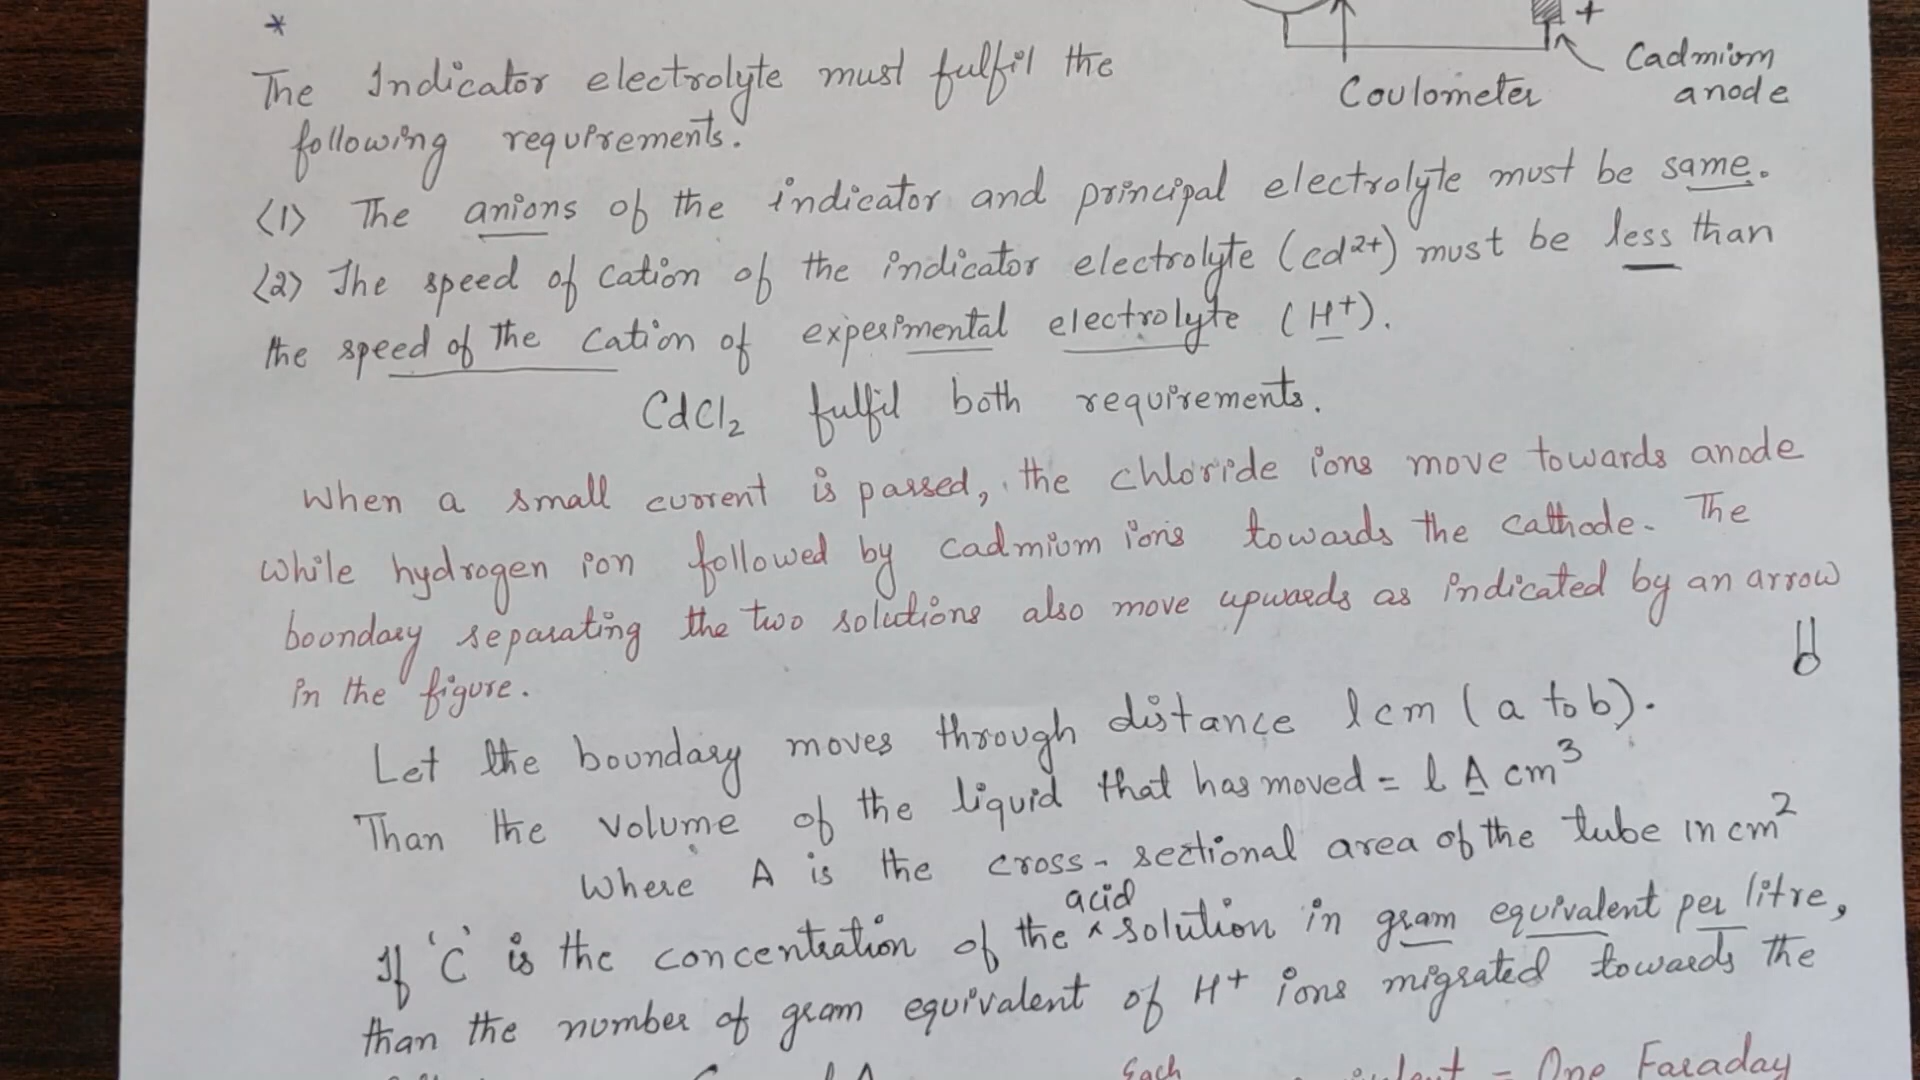 *
+
Cadmium
anode
Coulometer
The Indicator electrolyte must fulfil the
following requirements.
(1) The anions of the indicator and principal electrolyte must be same.
(2) The speed of cation of the indicator electrolyte (cd2+) must be less than
the speed of the cation of experimental electrolyte (H+).
CdCl2 fulfil both requirements.
When a small current is passed, the chloride ions move towards anode
While hydrogen ion followed by cadmium ions towards the cathode. The
boundary separating the two solutions also move upwards as indicated by an arrow
in the figure.
Let the boundary moves through distance l cm (a to b).
Than the volume of the liquid that has moved = l A cm3
Where A is the cross-sectional area of the tube in cm2
If 'C' is the concentration of the acid solution in gram equivalent per litre,
than the number of gram equivalent of H+ ions migrated towards the
Each = One Faraday